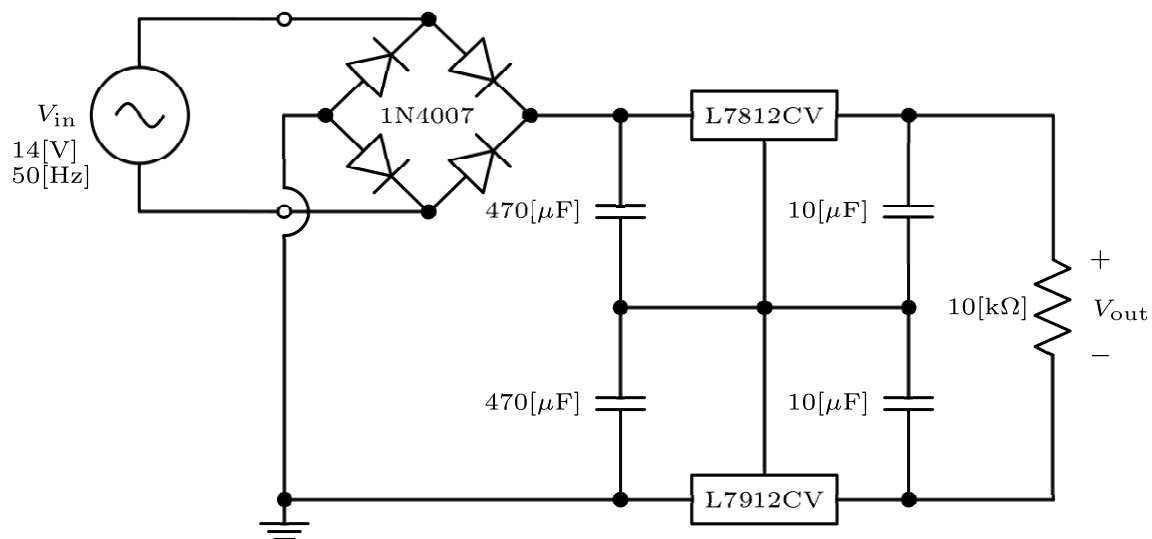 V_in
14[V]
50[Hz]
1N4007
L7812CV
470[μF]
10[μF]
10[kΩ]
+
V_out
−
470[μF]
10[μF]
L7912CV